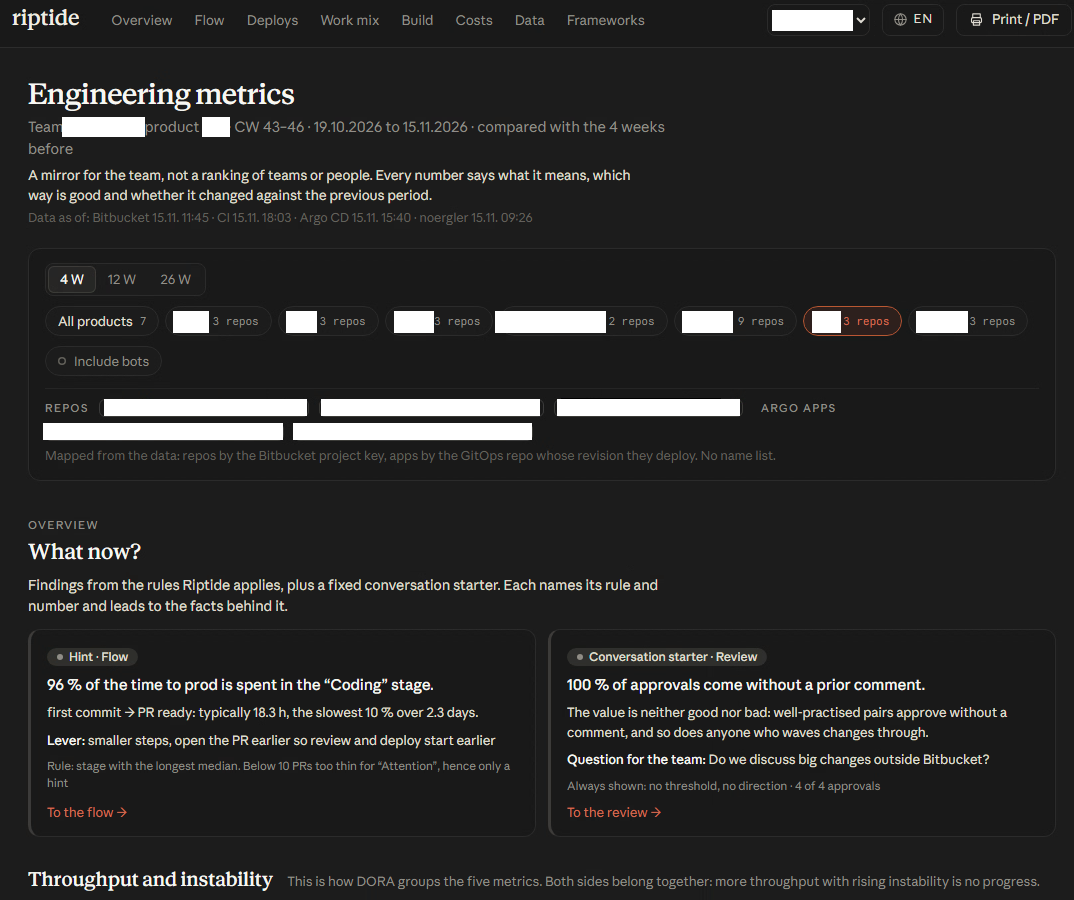 riptide Overview Flow Deploys Work mix Build Costs Data Frameworks EN Print / PDF
Engineering metrics
Team product CW 43–46 · 19.10.2026 to 15.11.2026 · compared with the 4 weeks
before
A mirror for the team, not a ranking of teams or people. Every number says what it means, which
way is good and whether it changed against the previous period.
Data as of: Bitbucket 15.11. 11:45 · CI 15.11. 18:03 · Argo CD 15.11. 15:40 · noergler 15.11. 09:26
4 W 12 W 26 W
All products 7 3 repos 3 repos 3 repos 2 repos 9 repos 3 repos 3 repos
Include bots
REPOS ARGO APPS
Mapped from the data: repos by the Bitbucket project key, apps by the GitOps repo whose revision they deploy. No name list.
OVERVIEW
What now?
Findings from the rules Riptide applies, plus a fixed conversation starter. Each names its rule and
number and leads to the facts behind it.
Hint · Flow
96 % of the time to prod is spent in the “Coding” stage.
first commit → PR ready: typically 18.3 h, the slowest 10 % over 2.3 days.
Lever: smaller steps, open the PR earlier so review and deploy start earlier
Rule: stage with the longest median. Below 10 PRs too thin for “Attention”, hence only a
hint
To the flow →
Conversation starter · Review
100 % of approvals come without a prior comment.
The value is neither good nor bad: well-practised pairs approve without a
comment, and so does anyone who waves changes through.
Question for the team: Do we discuss big changes outside Bitbucket?
Always shown: no threshold, no direction · 4 of 4 approvals
To the review →
Throughput and instability This is how DORA groups the five metrics. Both sides belong together: more throughput with rising instability is no progress.